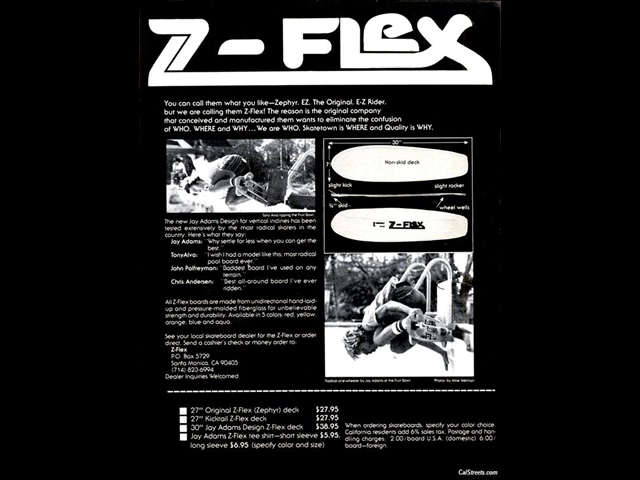 Z-FLEX
You can call them what you like—Zephyr. EZ. The Original. E-Z Rider.
but we are calling them Z-Flex! The reason is the original company
that conceived and manufactured them wants to eliminate the confusion
of WHO, WHERE and WHY...We are WHO. Skatetown is WHERE and Quality is WHY.
30"
7"
Non-skid deck
slight kick
slight rocker
¾" skid
wheel wells
Z-FLEX
Tony Alva ripping the Fruit Bowl
The new Jay Adams Design for vertical inclines has been
tested extensively by the most radical skaters in the
country. Here's what they say:
Jay Adams: "Why settle for less when you can get the
best."
TonyAlva: "I wish I had a model like this, most radical
pool board ever."
John Palfreyman: "Baddest board I've used on any
terrain."
Chris Andersen: "Best all-around board I've ever
ridden."
All Z-Flex boards are made from unidirectional hand-laid-
up and pressure-molded fiberglass for unbelievable
strength and durability. Available in 5 colors: red, yellow,
orange, blue and aqua.
See your local skateboard dealer for the Z-Flex or order
direct. Send a cashier's check or money order to:
Z-Flex
P.O. Box 5729
Santa Monica, CA 90405
(714) 823-6994
Dealer Inquiries Welcomed
Radical one-wheeler by Jay Adams at the Fruit Bowl
27" Original Z-Flex (Zephyr) deck $27.95
27" Kicktail Z-Flex deck $27.95
30" Jay Adams Design Z-Flex deck $38.95
Jay Adams Z-Flex tee shirt—short sleeve $5.95,
long sleeve $6.95 (specify color and size)
When ordering skateboards, specify your color choice.
California residents add 6% sales tax. Postage and han-
dling charges: 2.00/board U.S.A. (domestic) 6.00/
board—foreign.
CalStreets.com